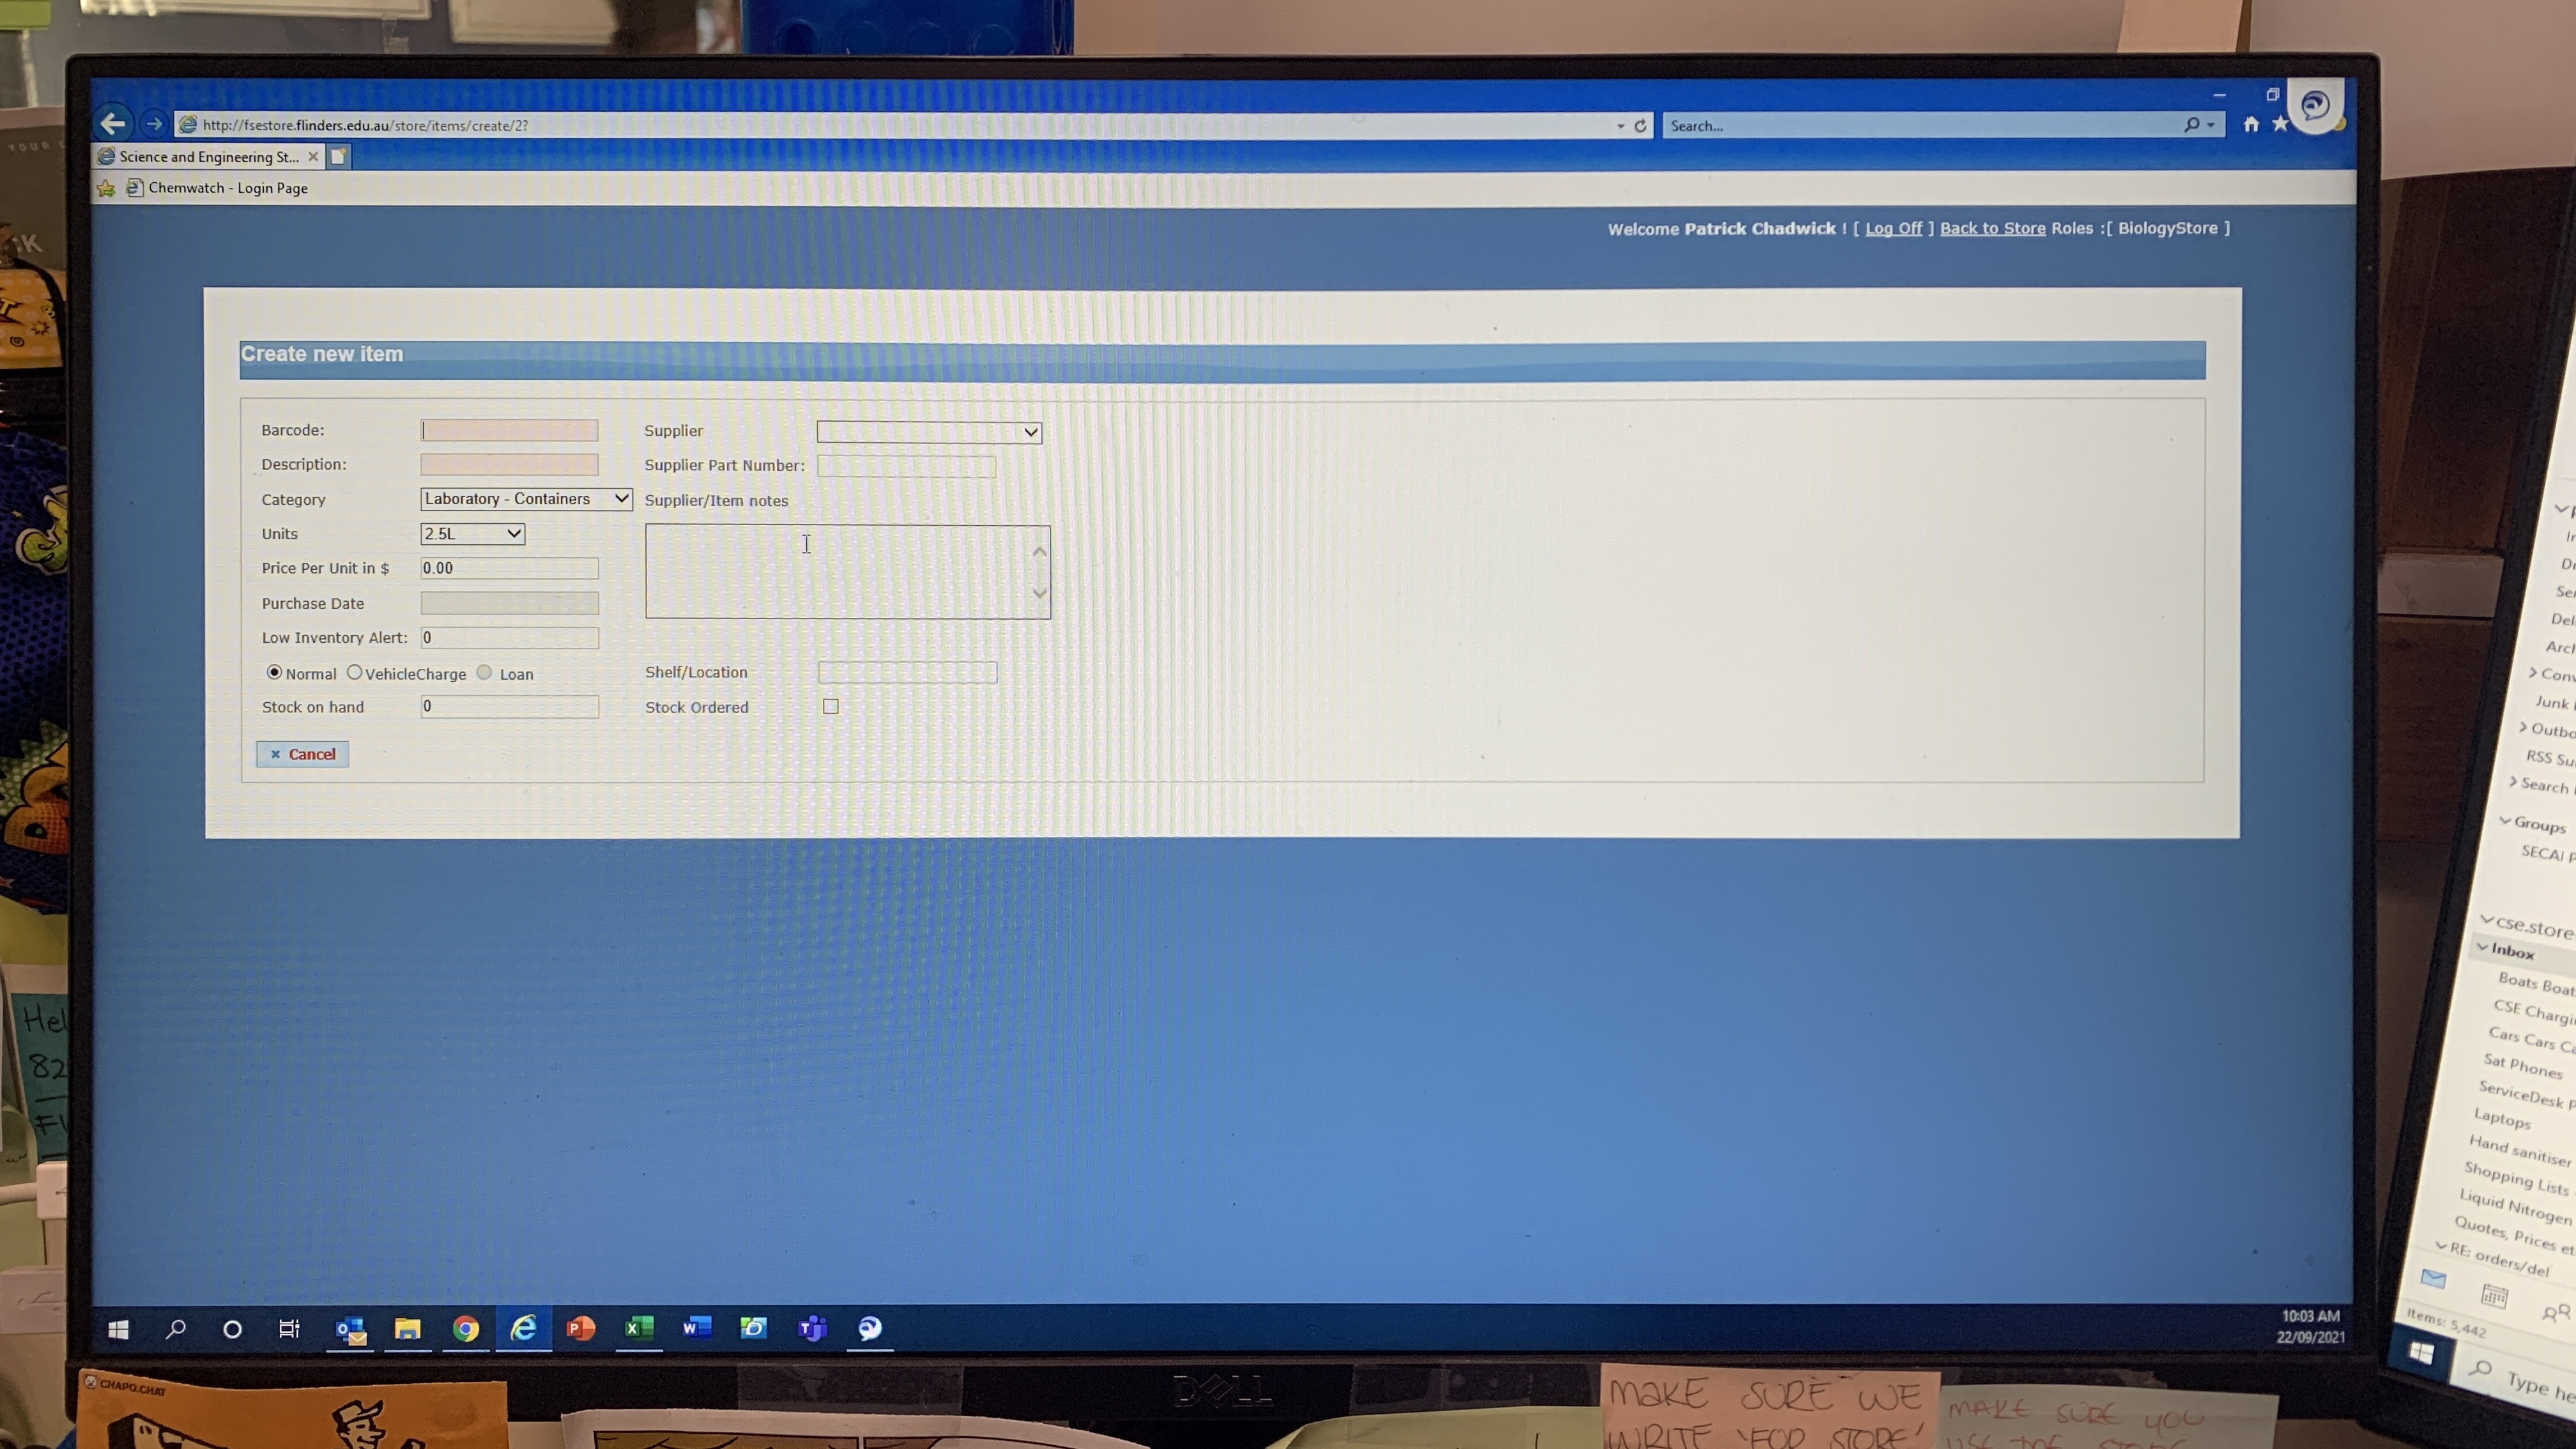 http://fsestore.flinders.edu.au/store/items/create/2?
Search...
Science and Engineering St...
Chemwatch - Login Page
Welcome Patrick Chadwick ! [ Log Off ] Back to Store Roles :[ BiologyStore ]
Create new item
Barcode:
Supplier
Description:
Supplier Part Number:
Category
Laboratory - Containers
Supplier/Item notes
Units
2.5L
Price Per Unit in $
0.00
Purchase Date
Low Inventory Alert:
0
Normal
VehicleCharge
Loan
Shelf/Location
Stock on hand
0
Stock Ordered
Cancel
10:03 AM
22/09/2021
DELL
CHAPO.CHAT
MAKE SURE WE
WRITE 'FOR STORE'
MAKE SURE YOU
Groups
SECAI
cse.store
Inbox
Boats
CSE
Cars Cars
Sat Phones
ServiceDesk
Laptops
Hand sanitiser
Shopping Lists
Liquid Nitrogen
Quotes, Prices
RE: orders/del
Items: 5,442
Type
Junk
RSS
Search
82